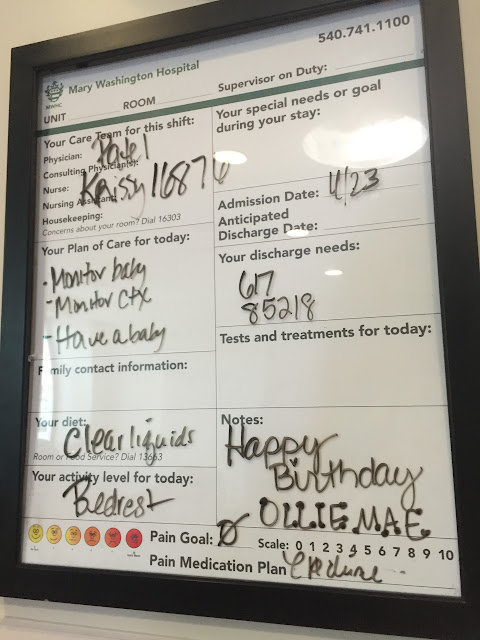 540.741.1100
Mary Washington Hospital
MWHC
UNIT ROOM Supervisor on Duty:
Your Care Team for this shift:
Physician: Patel
Consulting Physician(s):
Nurse: Krissy 116876
Nursing Assistant:
Housekeeping:
Concerns about your room? Dial 16303
Your special needs or goal
during your stay:
Admission Date: 4/23
Anticipated
Discharge Date:
Your Plan of Care for today:
• Monitor baby
- Monitor ctx
- Have a baby
Your discharge needs:
617
85218
Tests and treatments for today:
Family contact information:
Your diet:
Clear liquids
Room or Food Service? Dial 13663
Your activity level for today:
Bedrest
Notes:
Happy
Birthday
OLLIE MAE
Pain Goal: 0 Scale: 0 1 2 3 4 5 6 7 8 9 10
Pain Medication Plan